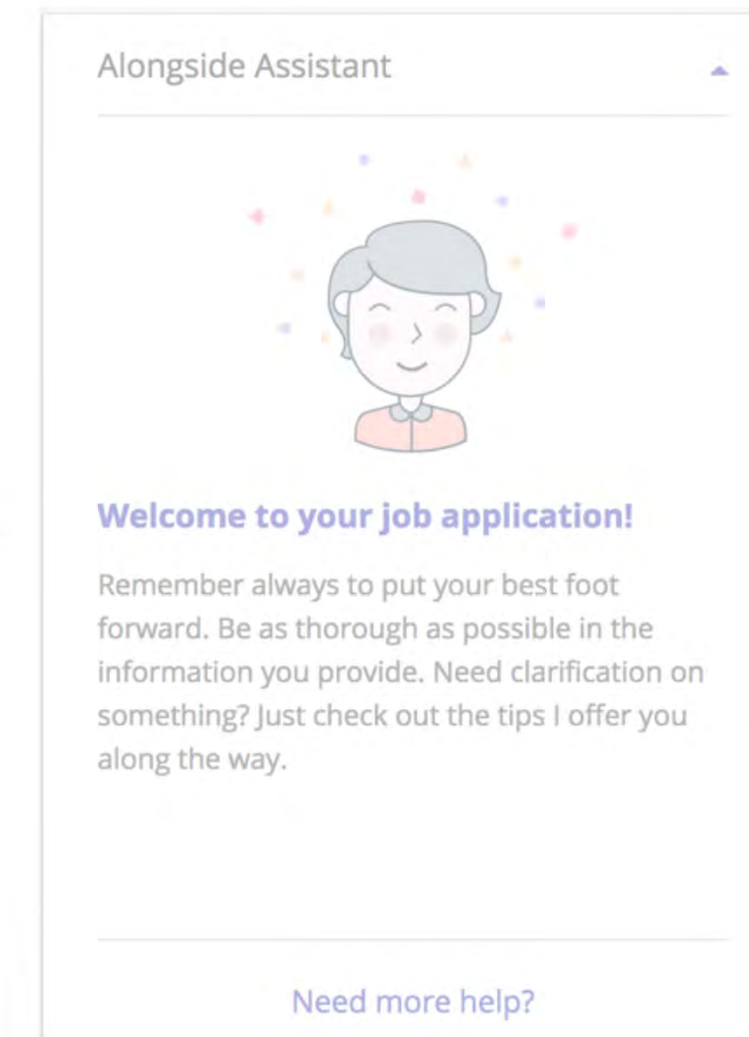 Alongside Assistant
Welcome to your job application!
Remember always to put your best foot
forward. Be as thorough as possible in the
information you provide. Need clarification on
something? Just check out the tips I offer you
along the way.
Need more help?